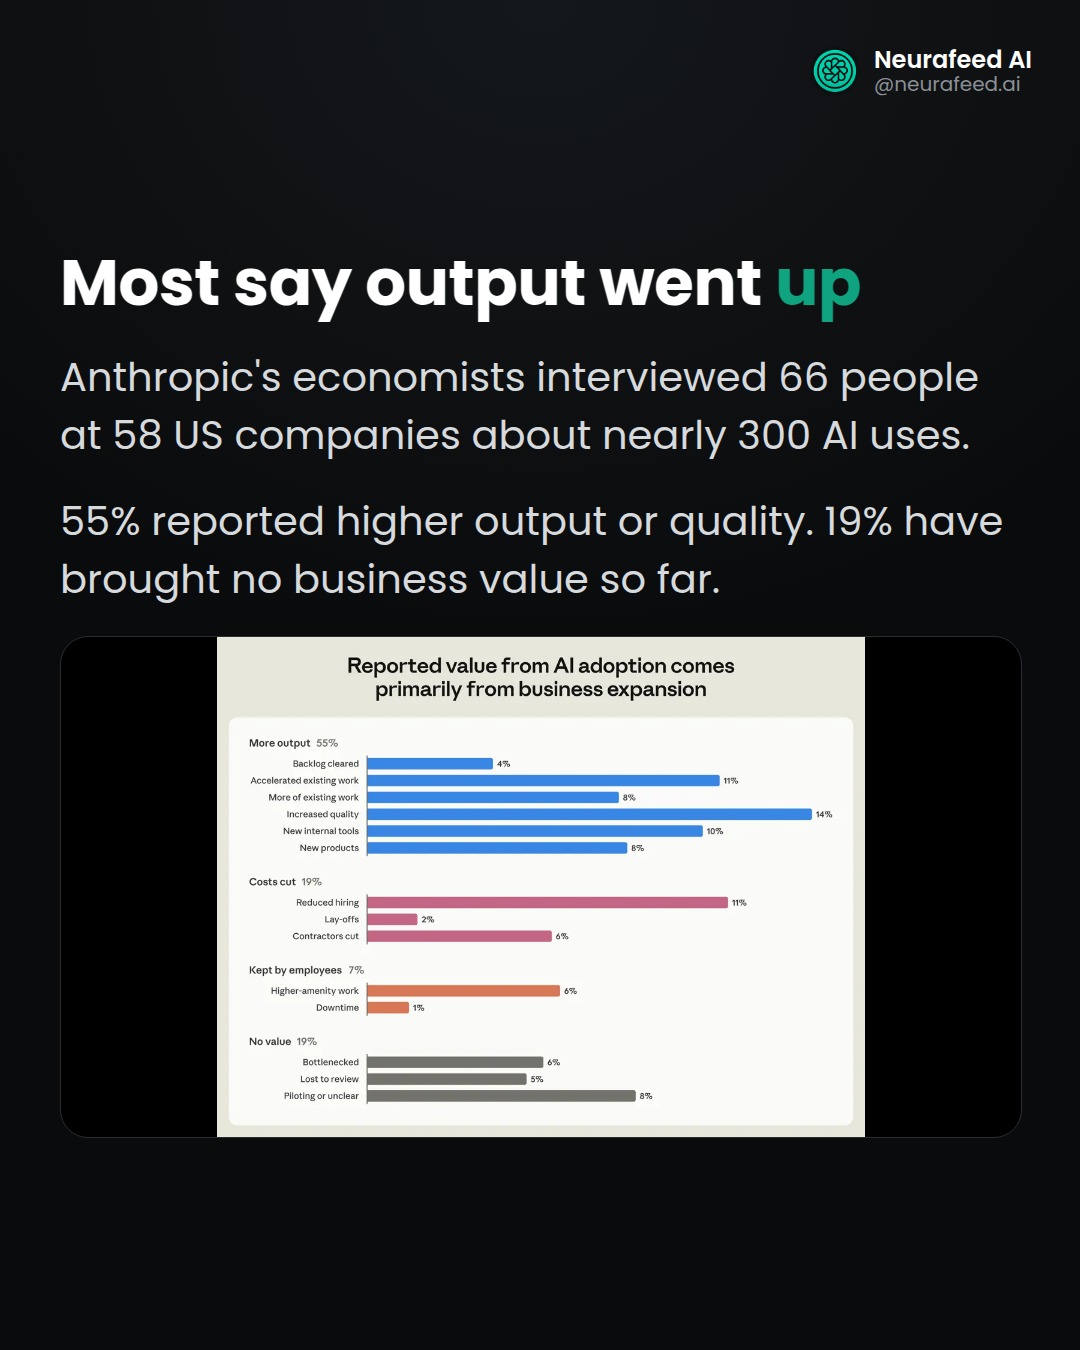 Neurafeed AI
@neurafeed.ai
Most say output went up
Anthropic's economists interviewed 66 people
at 58 US companies about nearly 300 AI uses.
55% reported higher output or quality. 19% have
brought no business value so far.
Reported value from AI adoption comes
primarily from business expansion
More output 55%
Backlog cleared 4%
Accelerated existing work 11%
More of existing work 8%
Increased quality 14%
New internal tools 10%
New products 8%
Costs cut 19%
Reduced hiring 11%
Lay-offs 2%
Contractors cut 6%
Kept by employees 7%
Higher-amenity work 6%
Downtime 1%
No value 19%
Bottlenecked 6%
Lost to review 5%
Piloting or unclear 8%